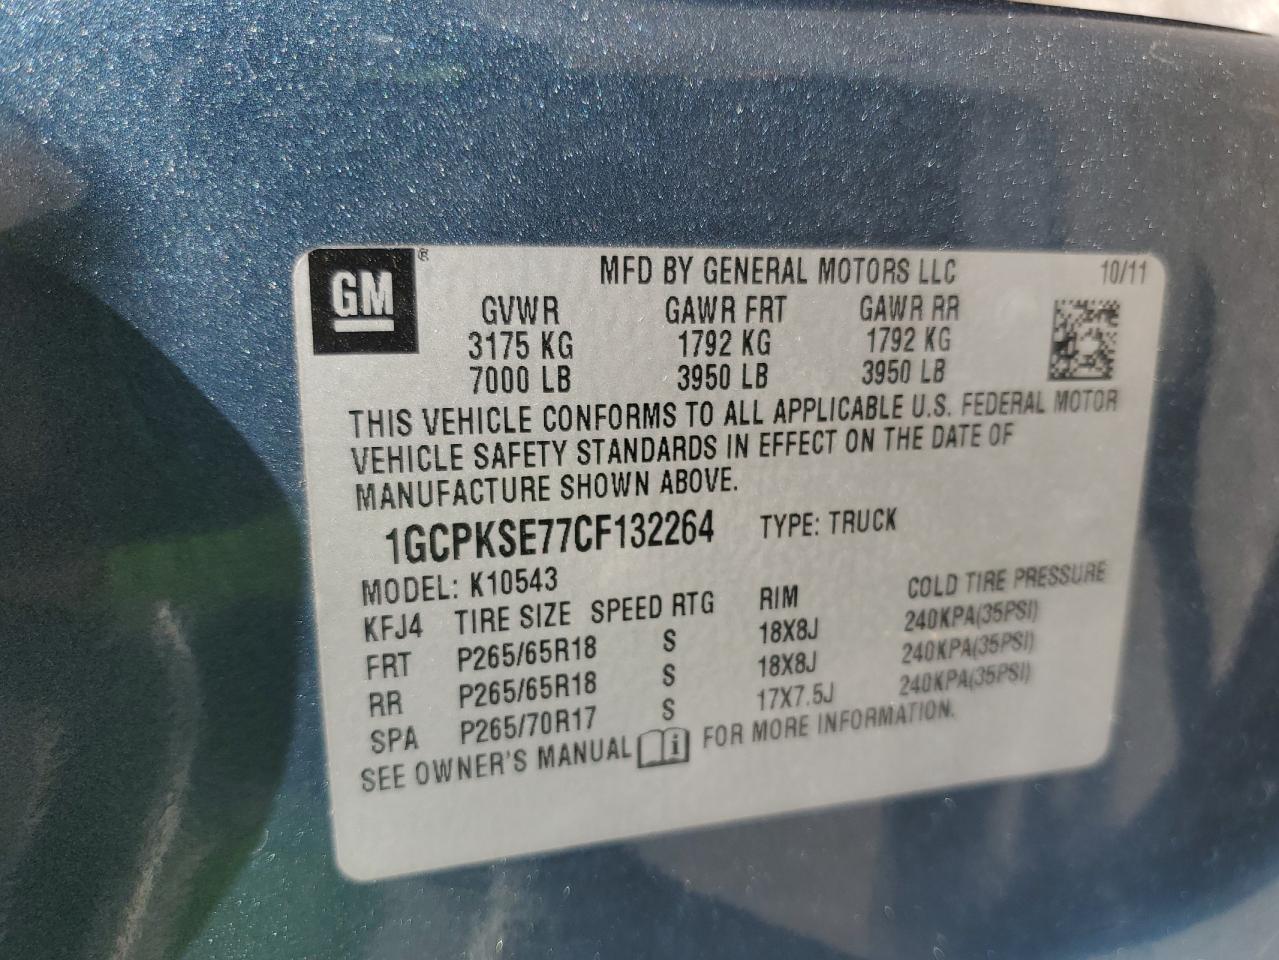 GM®
MFD BY GENERAL MOTORS LLC 10/11
GVWR GAWR FRT GAWR RR
3175 KG 1792 KG 1792 KG
7000 LB 3950 LB 3950 LB
THIS VEHICLE CONFORMS TO ALL APPLICABLE U.S. FEDERAL MOTOR
VEHICLE SAFETY STANDARDS IN EFFECT ON THE DATE OF
MANUFACTURE SHOWN ABOVE.
1GCPKSE77CF132264 TYPE: TRUCK
MODEL: K10543
KFJ4 TIRE SIZE SPEED RTG RIM COLD TIRE PRESSURE
FRT P265/65R18 S 18X8J 240KPA(35PSI)
RR P265/65R18 S 18X8J 240KPA(35PSI)
SPA P265/70R17 S 17X7.5J 240KPA(35PSI)
SEE OWNER'S MANUAL i FOR MORE INFORMATION.